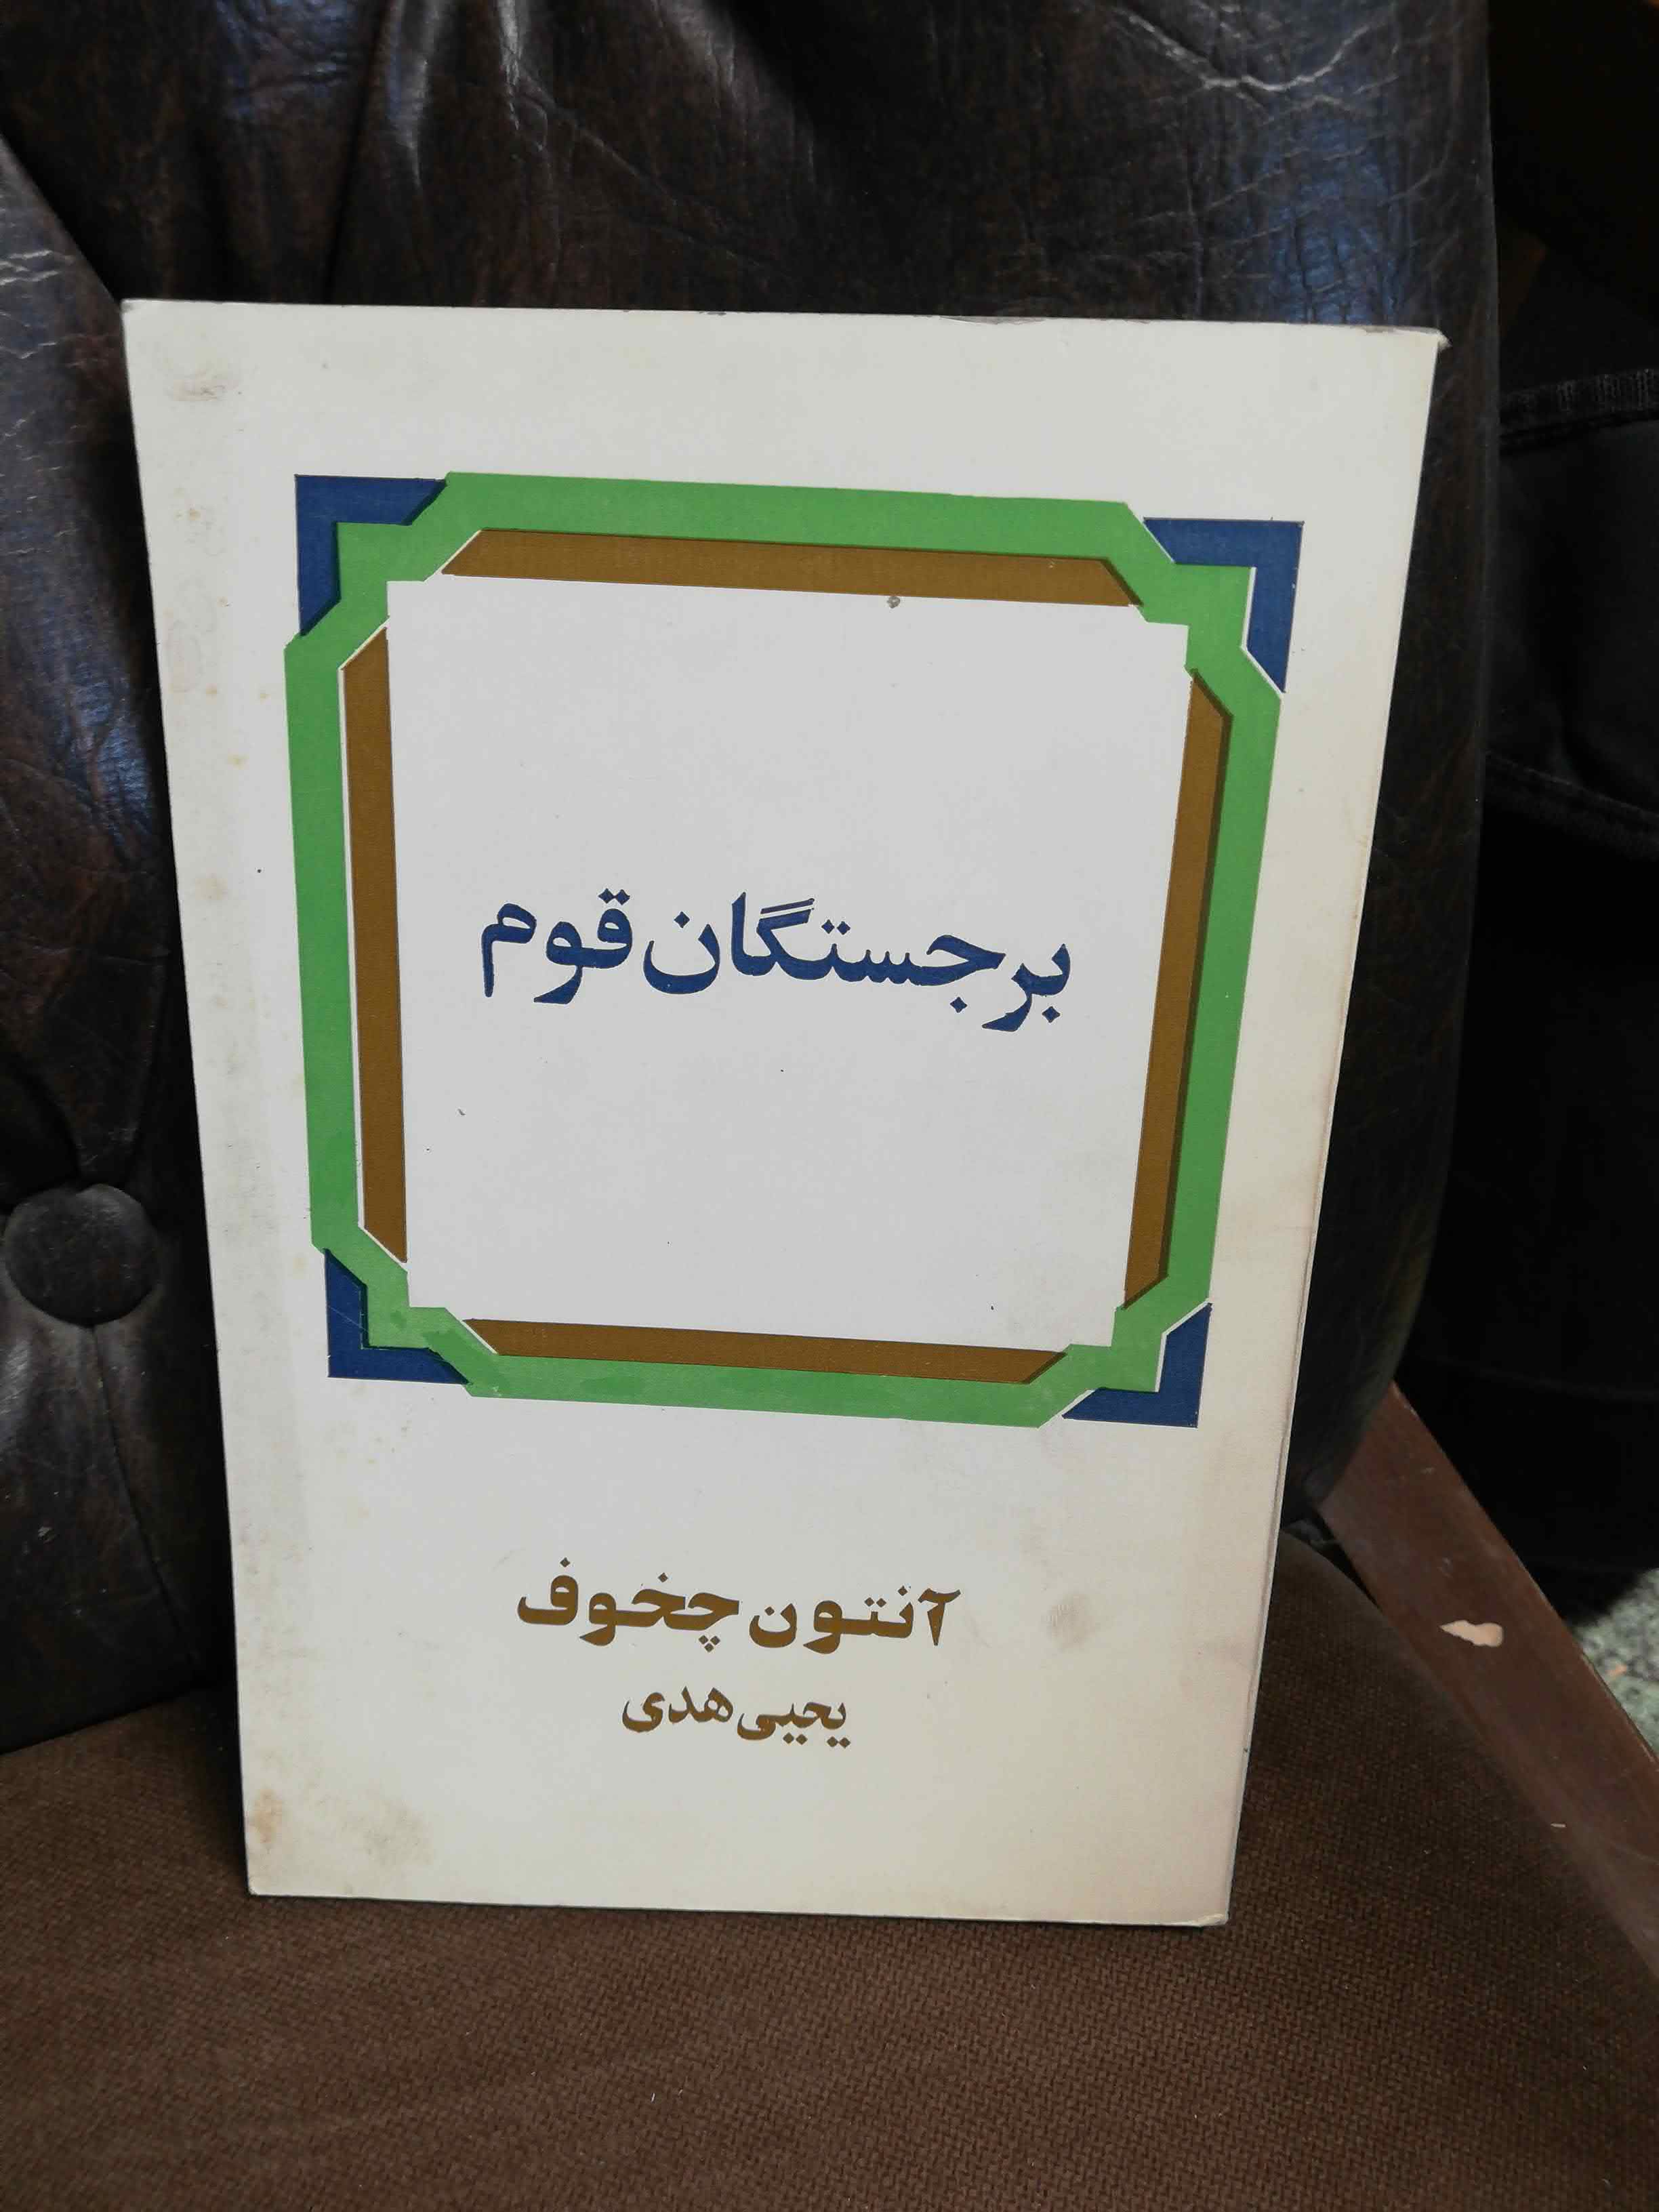 برجستگان قوم
آنتون چخوف
یحیی هدی